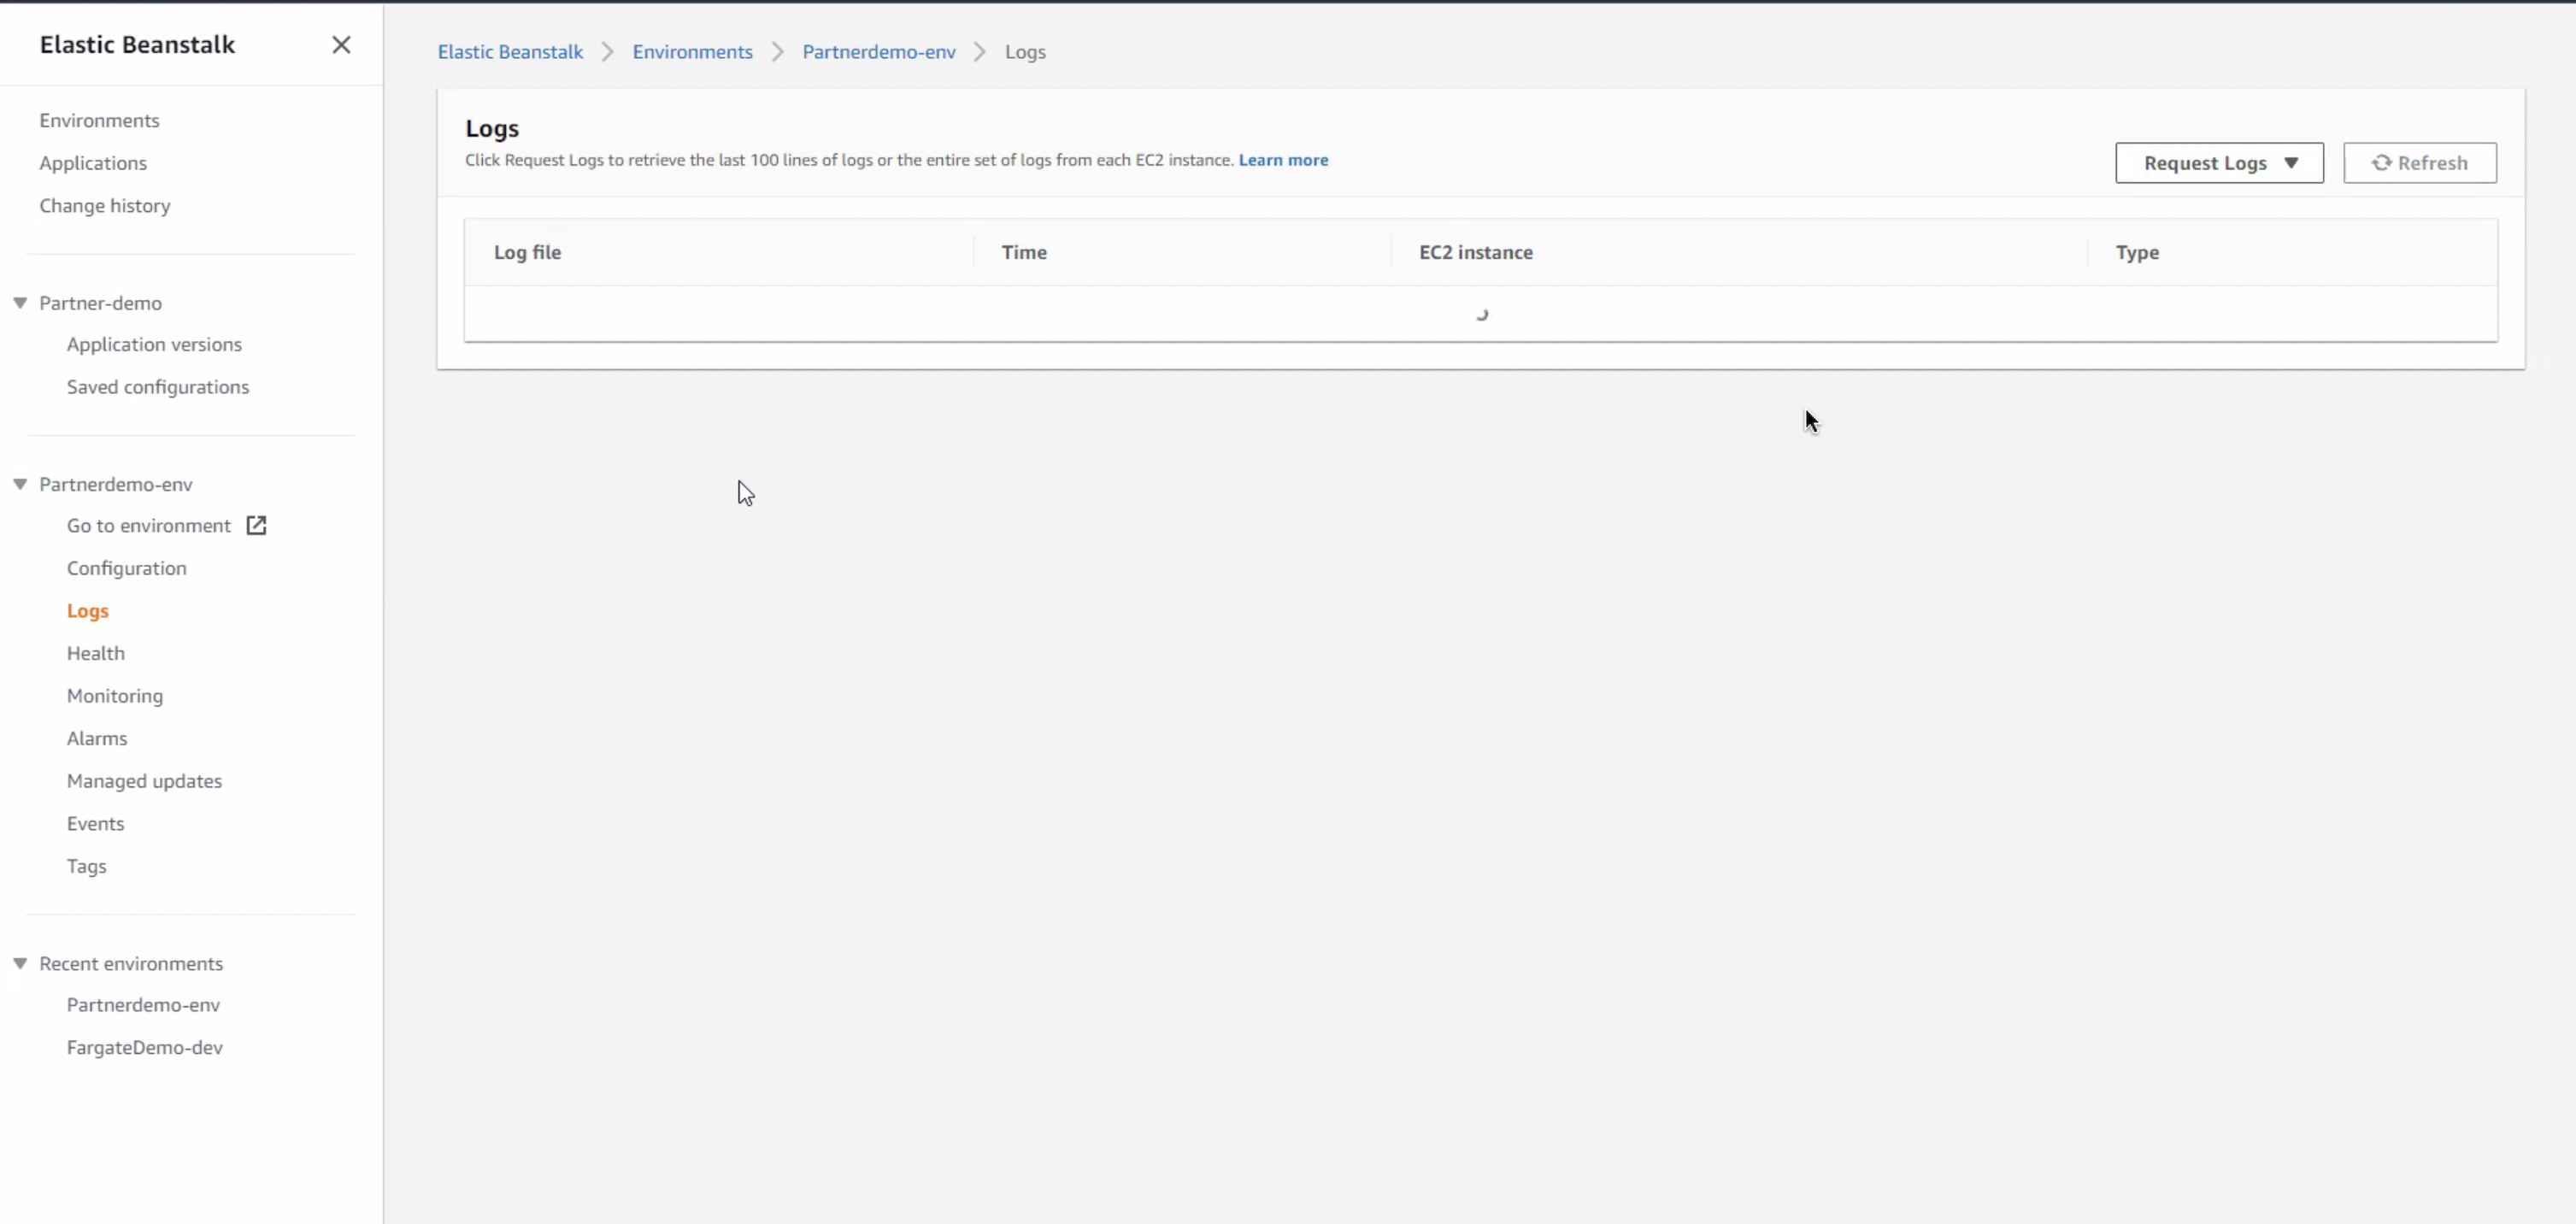 Elastic Beanstalk
Environments
Applications
Change history
Partner-demo
Application versions
Saved configurations
Partnerdemo-env
Go to environment
Configuration
Logs
Health
Monitoring
Alarms
Managed updates
Events
Tags
Recent environments
Partnerdemo-env
FargateDemo-dev
Elastic Beanstalk Environments Partnerdemo-env Logs
Logs
Click Request Logs to retrieve the last 100 lines of logs or the entire set of logs from each EC2 instance. Learn more
Request Logs Refresh
Log file Time EC2 instance Type